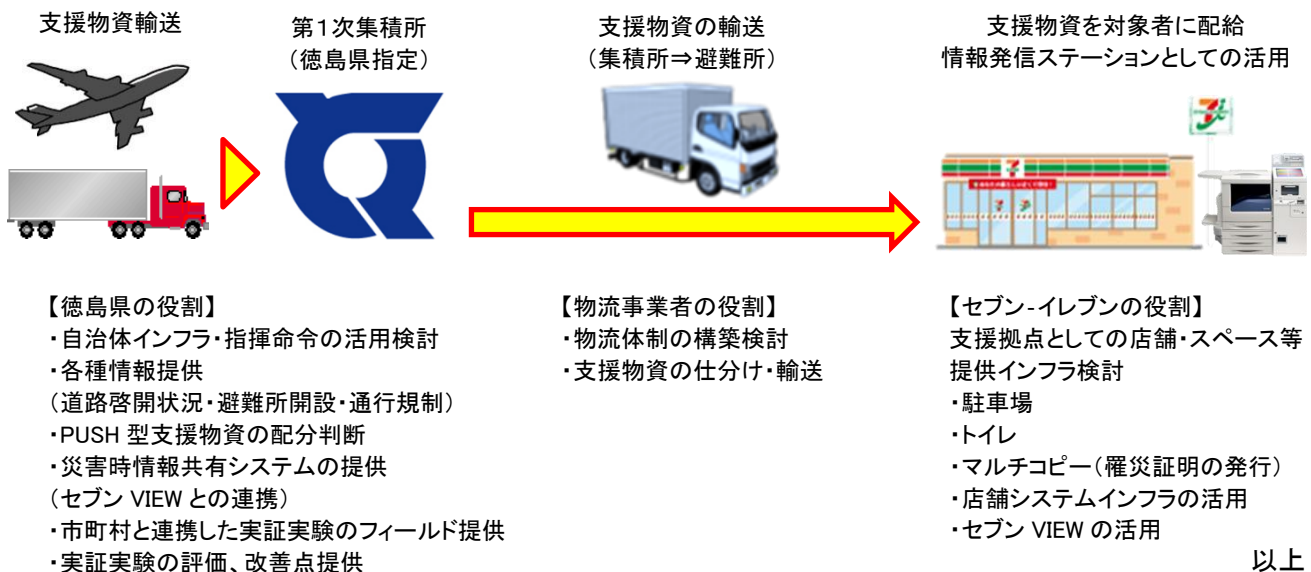 支援物資輸送
第1次集積所
(徳島県指定)
支援物資の輸送
(集積所⇒避難所)
支援物資を対象者に配給
情報発信ステーションとしての活用
【徳島県の役割】
・自治体インフラ・指揮命令の活用検討
・各種情報提供
(道路啓開状況・避難所開設・通行規制)
・PUSH 型支援物資の配分判断
・災害時情報共有システムの提供
(セブン VIEW との連携)
・市町村と連携した実証実験のフィールド提供
・実証実験の評価、改善点提供
【物流事業者の役割】
・物流体制の構築検討
・支援物資の仕分け・輸送
【セブン-イレブンの役割】
支援拠点としての店舗・スペース等
提供インフラ検討
・駐車場
・トイレ
・マルチコピー(罹災証明の発行)
・店舗システムインフラの活用
・セブン VIEW の活用
以上